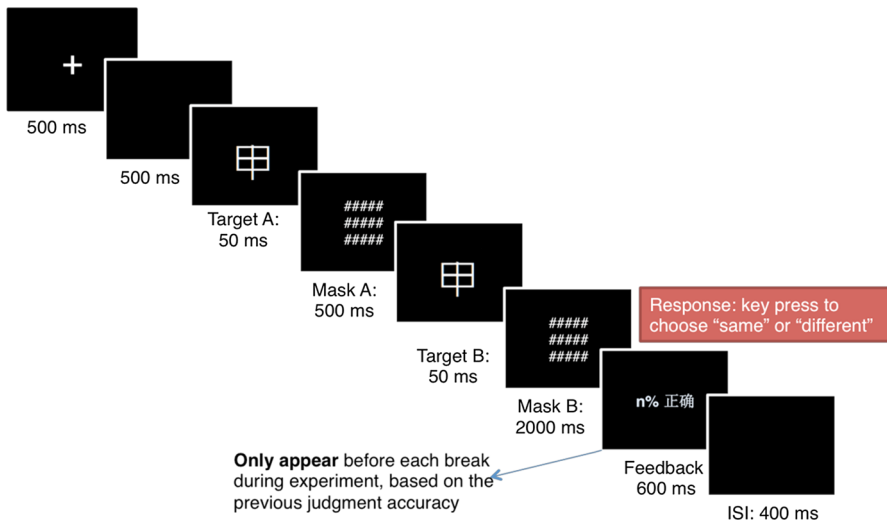 500 ms
500 ms
Target A:
50 ms
#####
#####
#####
Mask A:
500 ms
Target B:
50 ms
#####
#####
#####
Mask B:
2000 ms
Response: key press to
choose “same” or “different”
n% 正确
Feedback
600 ms
Only appear before each break
during experiment, based on the
previous judgment accuracy
ISI: 400 ms